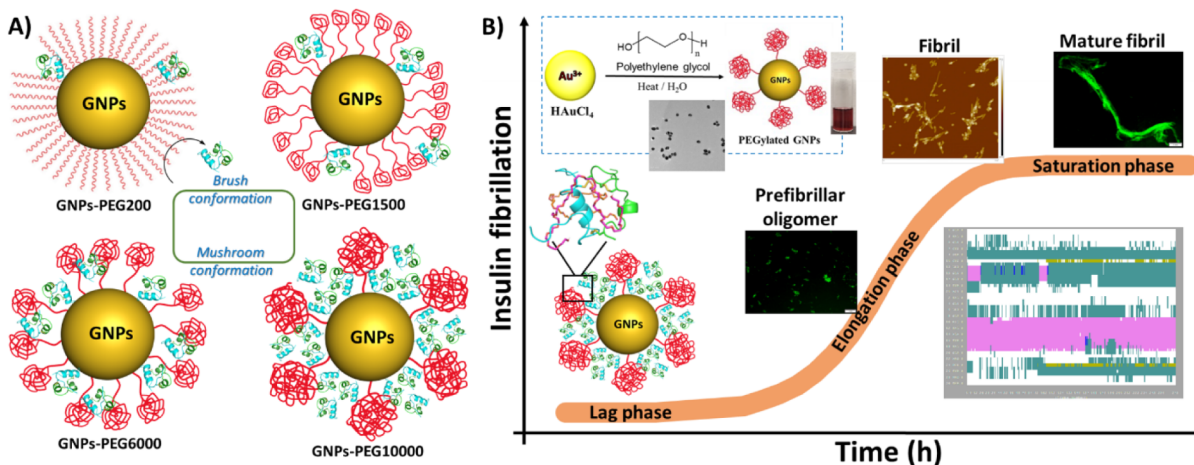 A)
GNPs
GNPs-PEG200
GNPs
GNPs-PEG1500
Brush
conformation
Mushroom
conformation
GNPs
GNPs-PEG6000
GNPs
GNPs-PEG10000
B)
Insulin fibrillation
Au³⁺
HAuCl₄
HO
O
H
n
Polyethylene glycol
Heat / H₂O
GNPs
PEGylated GNPs
Fibril
Mature fibril
Prefibrillar
oligomer
GNPs
Lag phase
Elongation phase
Saturation phase
Time (h)